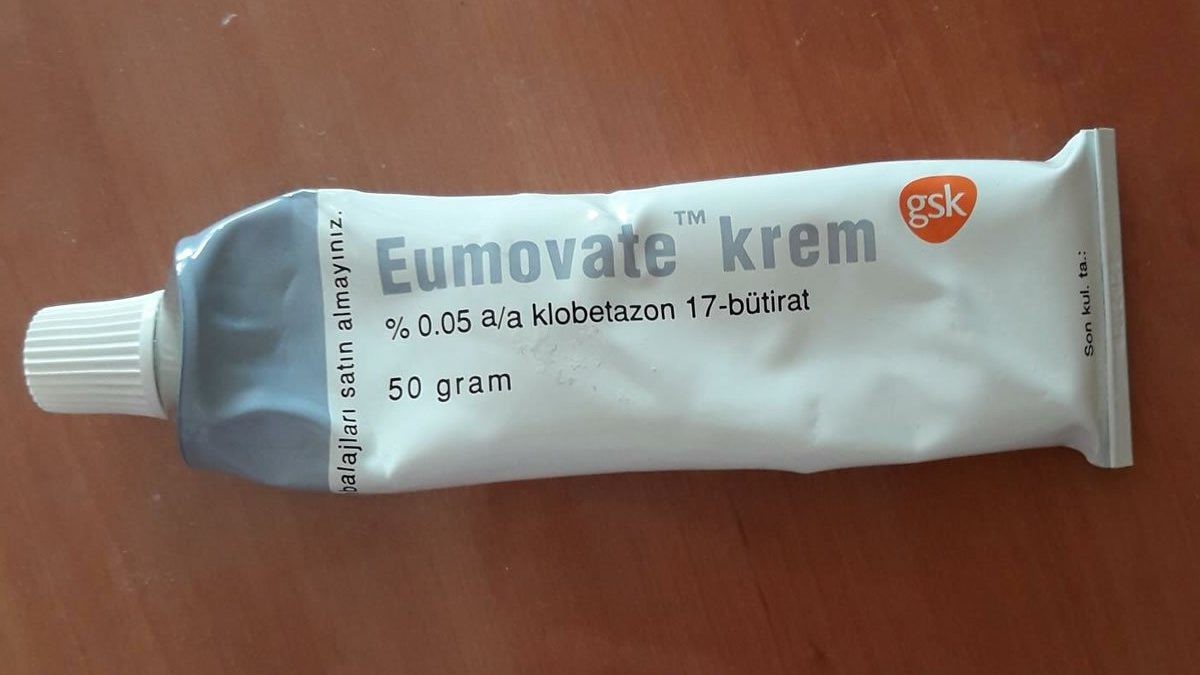 Eumovate™ krem
gsk
% 0.05 a/a klobetazon 17-bütirat
50 gram
balajları satın almayınız.
Son kul. ta.: